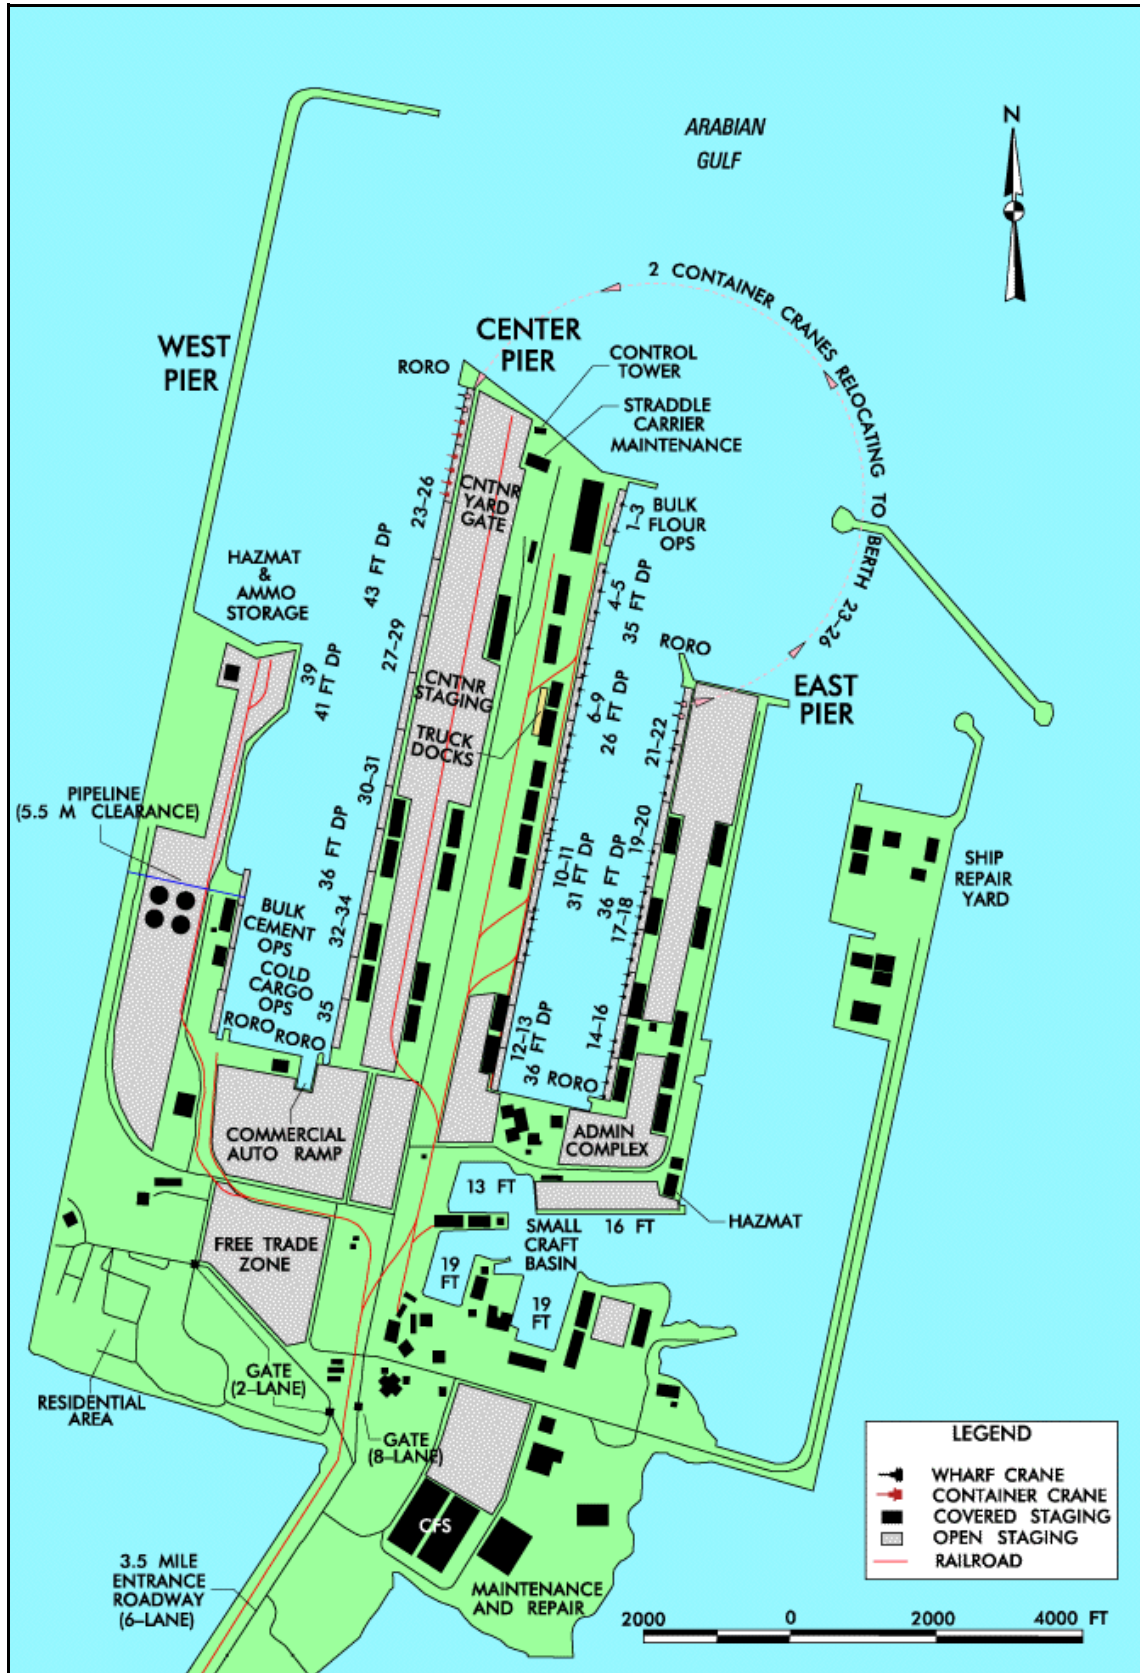 ARABIAN
GULF
N
2 CONTAINER CRANES RELOCATING TO BERTH 23-26
WEST
PIER
CENTER
PIER
RORO
CONTROL
TOWER
STRADDLE
CARRIER
MAINTENANCE
CNTNR
YARD
GATE
23-26
BULK
FLOUR
OPS
1-3
43 FT DP
4-5
35 FT DP
HAZMAT
&
AMMO
STORAGE
27-29
RORO
39
41 FT DP
CNTNR
STAGING
6-9
26 FT DP
EAST
PIER
TRUCK
DOCKS
21-22
30-31
PIPELINE
(5.5 M CLEARANCE)
36 FT DP
10-11
31 FT DP
19-20
36 FT DP
SHIP
REPAIR
YARD
BULK
CEMENT
OPS
32-34
17-18
COLD
CARGO
OPS
35
RORO
RORO
12-13
36 FT DP
14-16
RORO
COMMERCIAL
AUTO RAMP
ADMIN
COMPLEX
13 FT
16 FT
HAZMAT
SMALL
CRAFT
BASIN
FREE TRADE
ZONE
19
FT
19
FT
GATE
(2-LANE)
RESIDENTIAL
AREA
GATE
(8-LANE)
CFS
3.5 MILE
ENTRANCE
ROADWAY
(6-LANE)
MAINTENANCE
AND REPAIR
LEGEND
WHARF CRANE
CONTAINER CRANE
COVERED STAGING
OPEN STAGING
RAILROAD
2000 0 2000 4000 FT